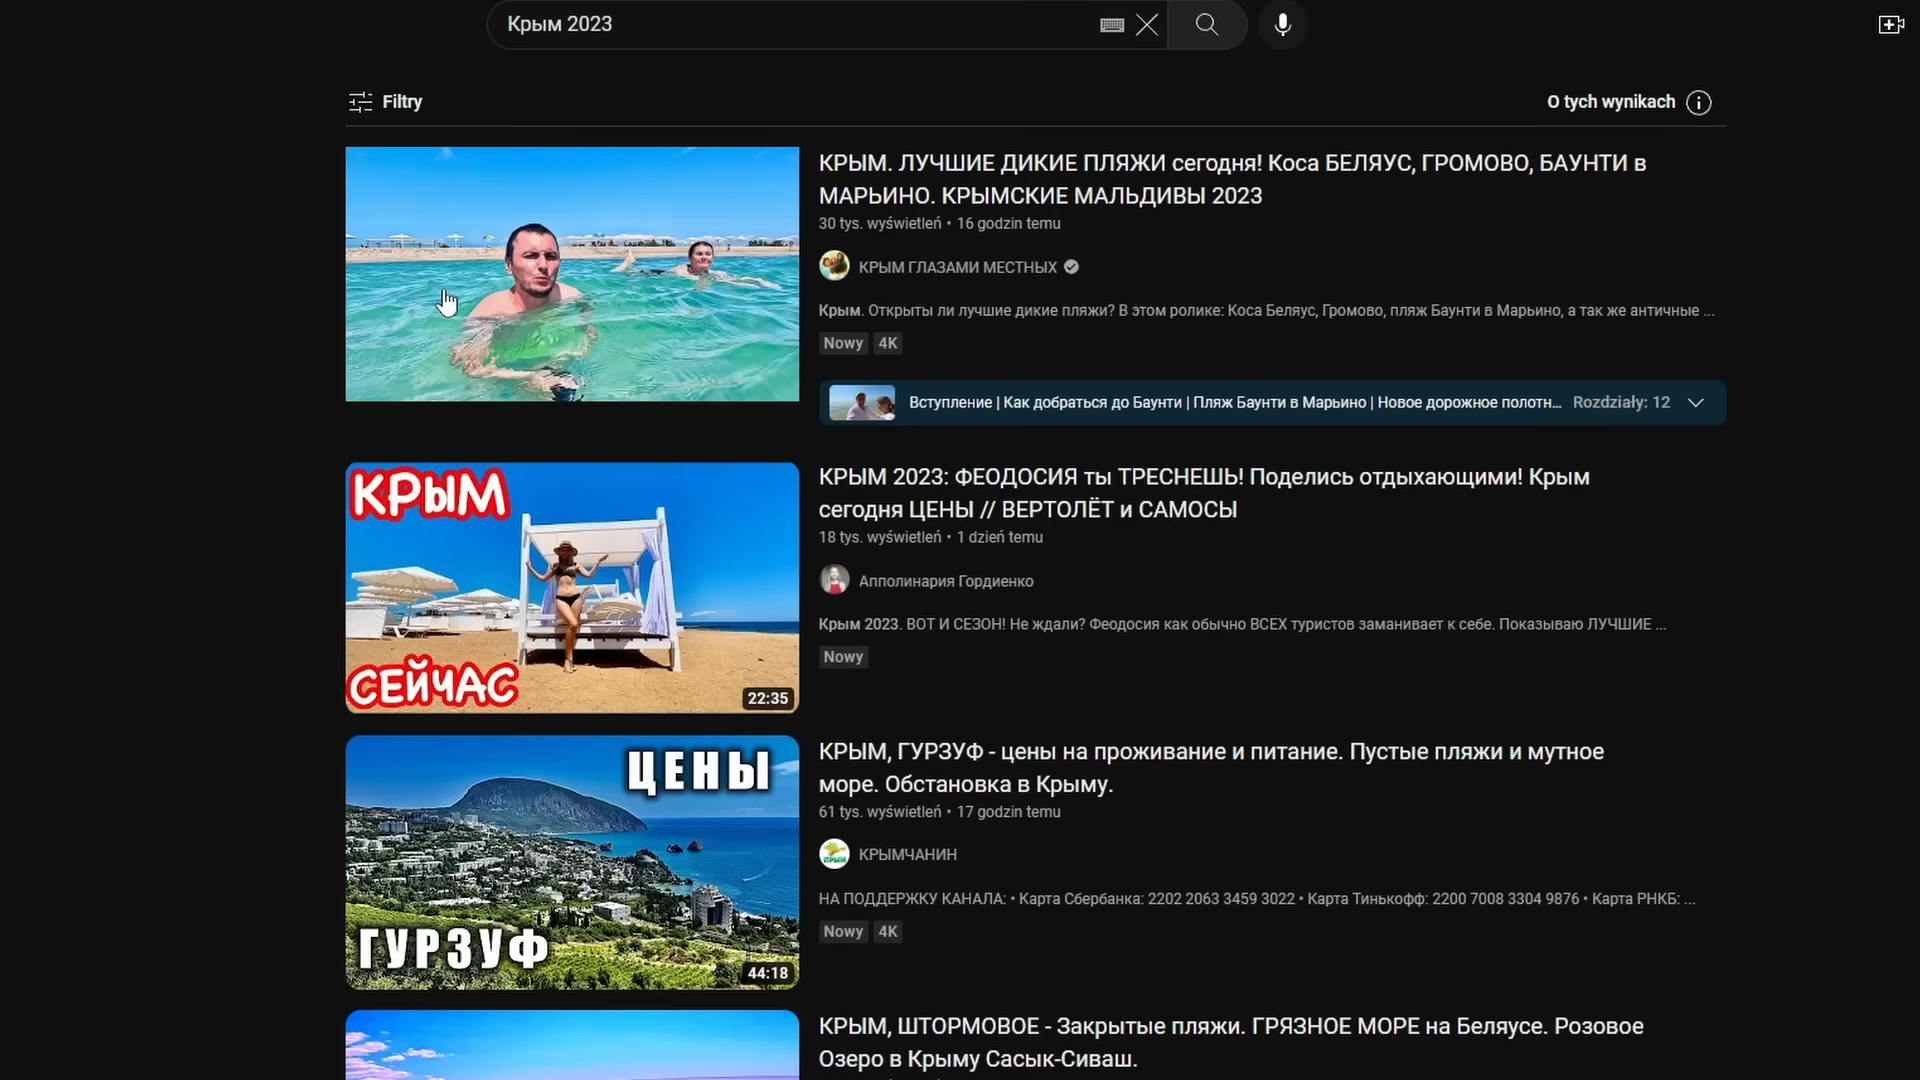 Крым 2023
Filtry
O tych wynikach
КРЫМ. ЛУЧШИЕ ДИКИЕ ПЛЯЖИ сегодня! Коса БЕЛЯУС, ГРОМОВО, БАУНТИ в
МАРЬИНО. КРЫМСКИЕ МАЛЬДИВЫ 2023
30 tys. wyświetleń • 16 godzin temu
КРЫМ ГЛАЗАМИ МЕСТНЫХ
Крым. Открыты ли лучшие дикие пляжи? В этом ролике: Коса Беляус, Громово, пляж Баунти в Марьино, а так же античные ...
Nowy 4K
Вступление | Как добраться до Баунти | Пляж Баунти в Марьино | Новое дорожное полотн... Rozdziały: 12
КРЫМ
СЕЙЧАС
22:35
КРЫМ 2023: ФЕОДОСИЯ ты ТРЕСНЕШЬ! Поделись отдыхающими! Крым
сегодня ЦЕНЫ // ВЕРТОЛЁТ и САМОСЫ
18 tys. wyświetleń • 1 dzień temu
Апполинария Гордиенко
Крым 2023. ВОТ И СЕЗОН! Не ждали? Феодосия как обычно ВСЕХ туристов заманивает к себе. Показываю ЛУЧШИЕ ...
Nowy
ЦЕНЫ
ГУРЗУФ
44:18
КРЫМ, ГУРЗУФ - цены на проживание и питание. Пустые пляжи и мутное
море. Обстановка в Крыму.
61 tys. wyświetleń • 17 godzin temu
КРЫМ
КРЫМЧАНИН
НА ПОДДЕРЖКУ КАНАЛА: • Карта Сбербанка: 2202 2063 3459 3022 • Карта Тинькофф: 2200 7008 3304 9876 • Карта РНКБ: ...
Nowy 4K
КРЫМ, ШТОРМОВОЕ - Закрытые пляжи. ГРЯЗНОЕ МОРЕ на Беляусе. Розовое
Озеро в Крыму Сасык-Сиваш.